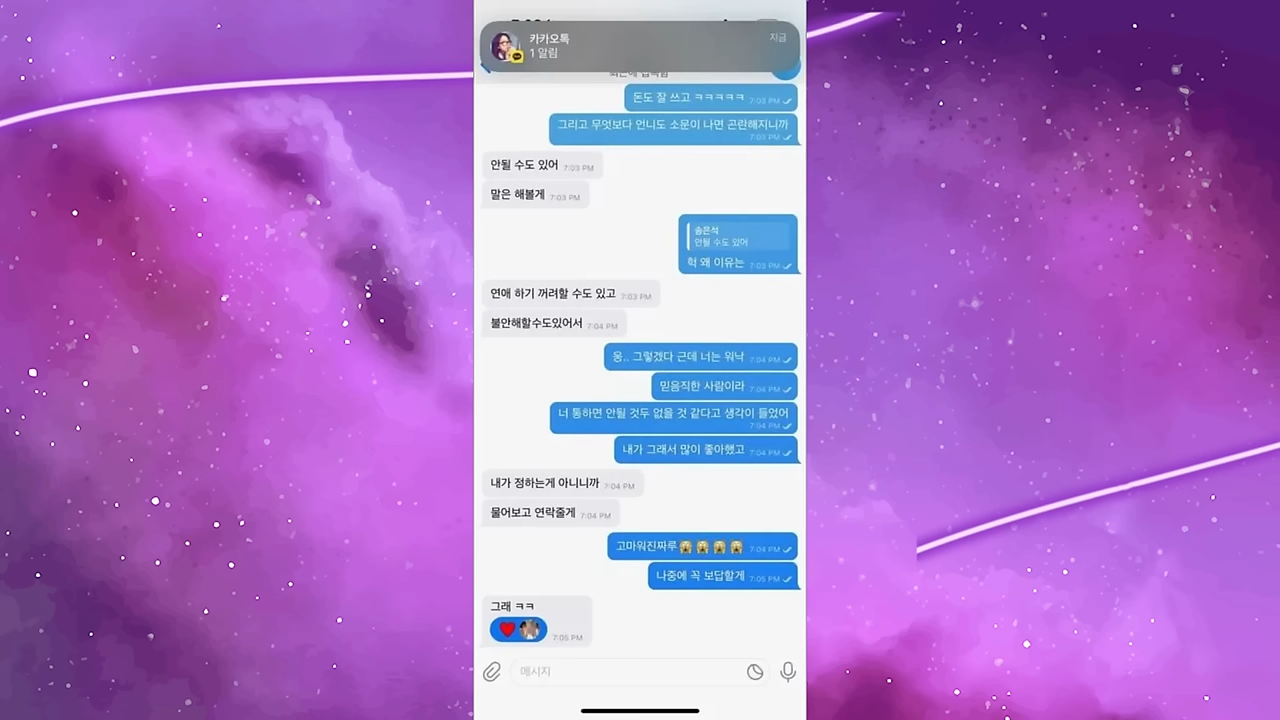 카카오톡
지금
1 알림
돈도 잘 쓰고 ㅋㅋㅋㅋㅋ 7:03 PM
그리고 무엇보다 언니도 소문이 나면 곤란해지니까
7:03 PM
안될 수도 있어 7:03 PM
말은 해볼게 7:03 PM
송은석
안될 수도 있어
헉 왜 이유는 7:03 PM
연애 하기 꺼려할 수도 있고 7:03 PM
불안해할수도있어서 7:04 PM
웅.. 그렇겠다 근데 너는 워낙 7:04 PM
믿음직한 사람이라 7:04 PM
너 통하면 안될 것두 없을 것 같다고 생각이 들었어
7:04 PM
내가 그래서 많이 좋아했고 7:04 PM
내가 정하는게 아니니까 7:04 PM
물어보고 연락줄게 7:04 PM
고마워진짜루😭😭😭😭 7:04 PM
나중에 꼭 보답할게 7:05 PM
그래 ㅋㅋ
❤️ 7:05 PM
메시지